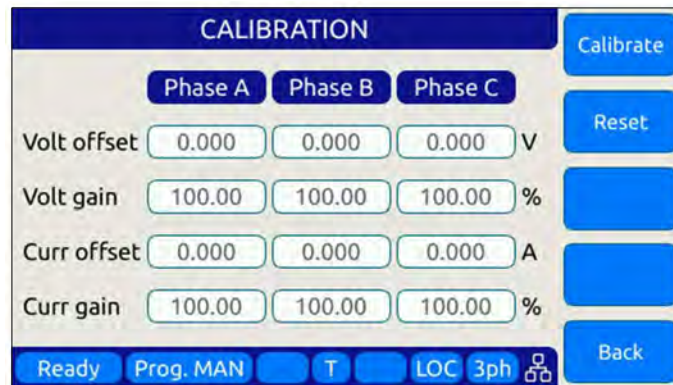 CALIBRATION
Calibrate
Phase A Phase B Phase C
Reset
Volt offset 0.000 0.000 0.000 V
Volt gain 100.00 100.00 100.00 %
Curr offset 0.000 0.000 0.000 A
Curr gain 100.00 100.00 100.00 %
Back
Ready Prog. MAN T LOC 3ph